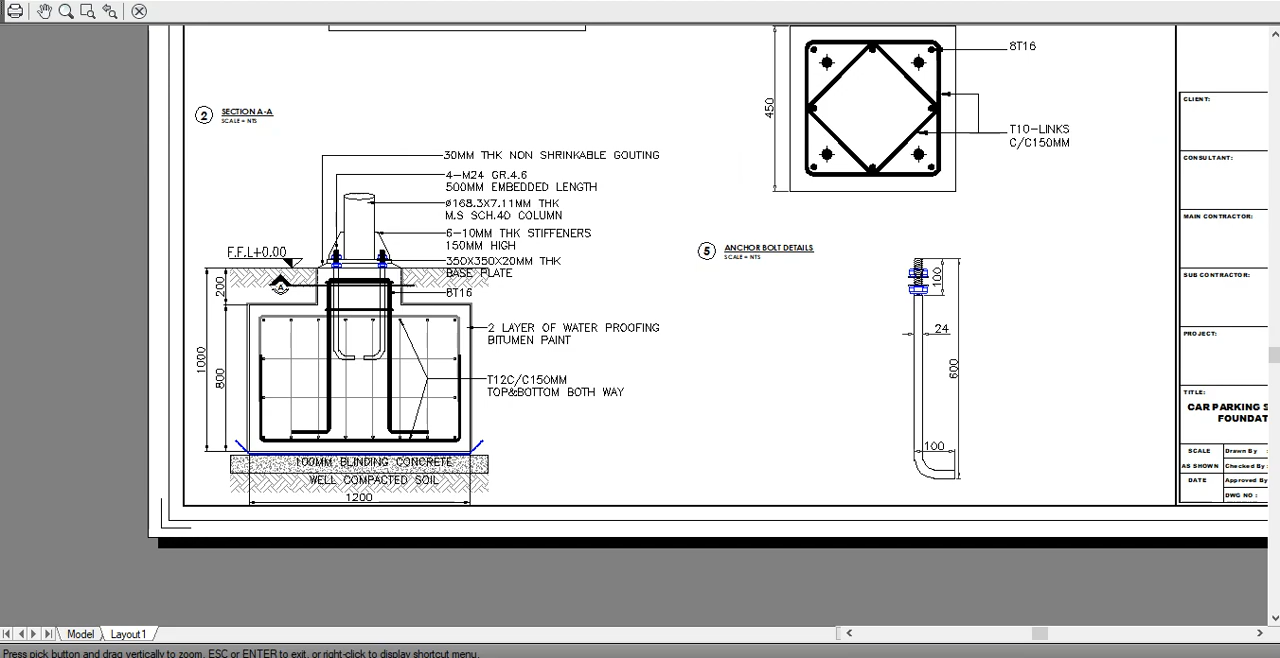 8T16
450
T10-LINKS
C/C150MM
2
SECTION A-A
SCALE = NTS
30MM THK NON SHRINKABLE GOUTING
4-M24 GR.4.6
500MM EMBEDDED LENGTH
Ø168.3X7.11MM THK
M.S SCH.40 COLUMN
6-10MM THK STIFFENERS
150MM HIGH
350X350X20MM THK
BASE PLATE
F.F.L+0.00
A
8T16
200
2 LAYER OF WATER PROOFING
BITUMEN PAINT
1000
800
T12C/C150MM
TOP&BOTTOM BOTH WAY
100MM BLINDING CONCRETE
WELL COMPACTED SOIL
1200
5
ANCHOR BOLT DETAILS
SCALE = NTS
100
24
600
100
CLIENT:
CONSULTANT:
MAIN CONTRACTOR:
SUB CONTRACTOR:
PROJECT:
TITLE:
CAR PARKING S
FOUNDAT
SCALE
Drawn By :
AS SHOWN
Checked By :
DATE
Approved By
DWG NO :
Model
Layout1
Press pick button and drag vertically to zoom, ESC or ENTER to exit, or right-click to display shortcut menu.